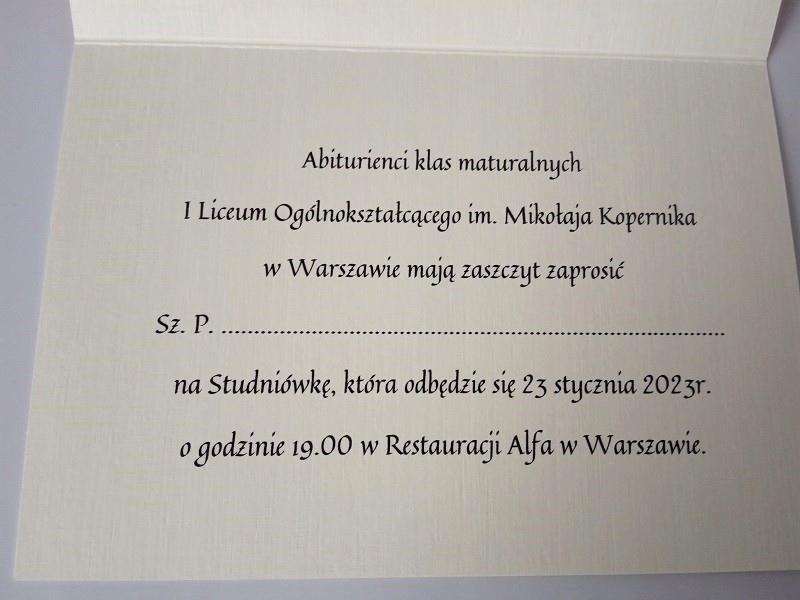 Abiturienci klas maturalnych
I Liceum Ogólnokształcącego im. Mikołaja Kopernika
w Warszawie mają zaszczyt zaprosić
Sz. P. ................................................................................
na Studniówkę, która odbędzie się 23 stycznia 2023r.
o godzinie 19.00 w Restauracji Alfa w Warszawie.